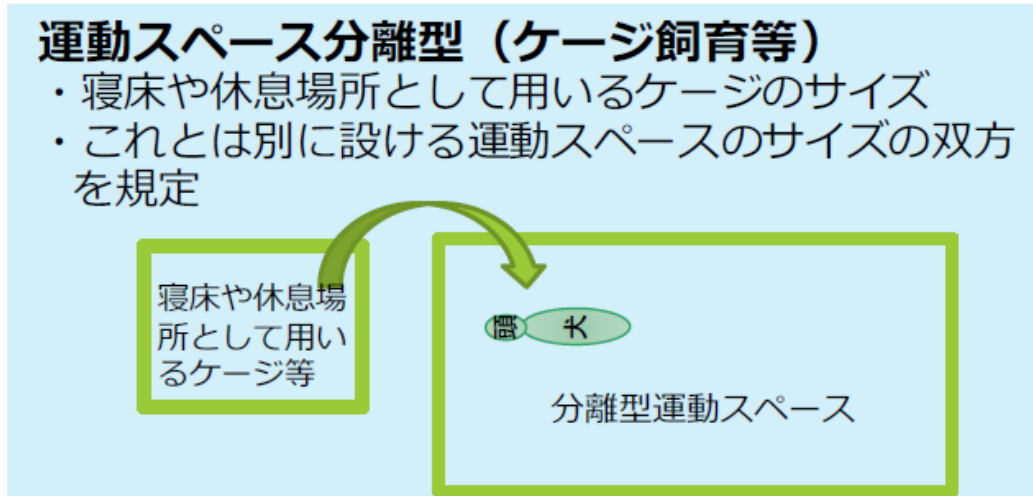 運動スペース分離型（ケージ飼育等）
・寝床や休息場所として用いるケージのサイズ
・これとは別に設ける運動スペースのサイズの双方
を規定
寝床や休息場
所として用い
るケージ等
頭
犬
分離型運動スペース